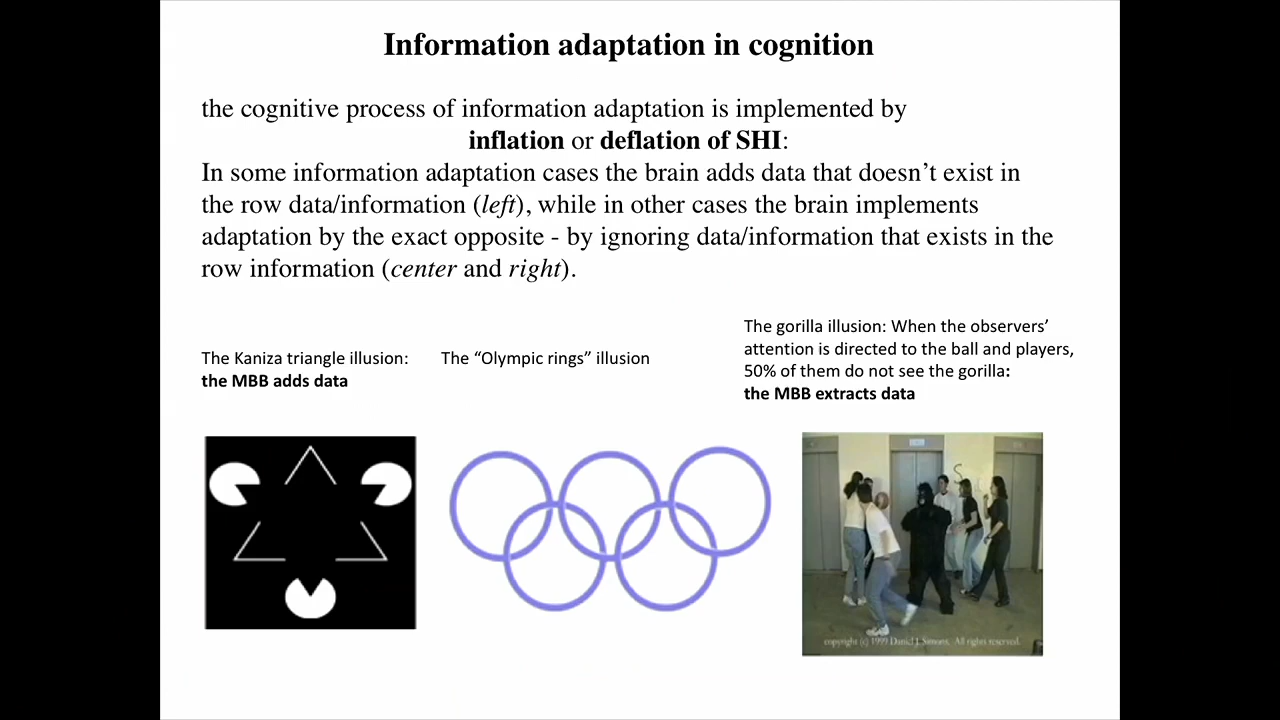 Information adaptation in cognition
the cognitive process of information adaptation is implemented by
inflation or deflation of SHI:
In some information adaptation cases the brain adds data that doesn’t exist in
the row data/information (left), while in other cases the brain implements
adaptation by the exact opposite - by ignoring data/information that exists in the
row information (center and right).
The Kaniza triangle illusion:
the MBB adds data
The “Olympic rings” illusion
The gorilla illusion: When the observers’
attention is directed to the ball and players,
50% of them do not see the gorilla:
the MBB extracts data
S
copyright (c) 1999 Daniel J. Simons. All rights reserved.